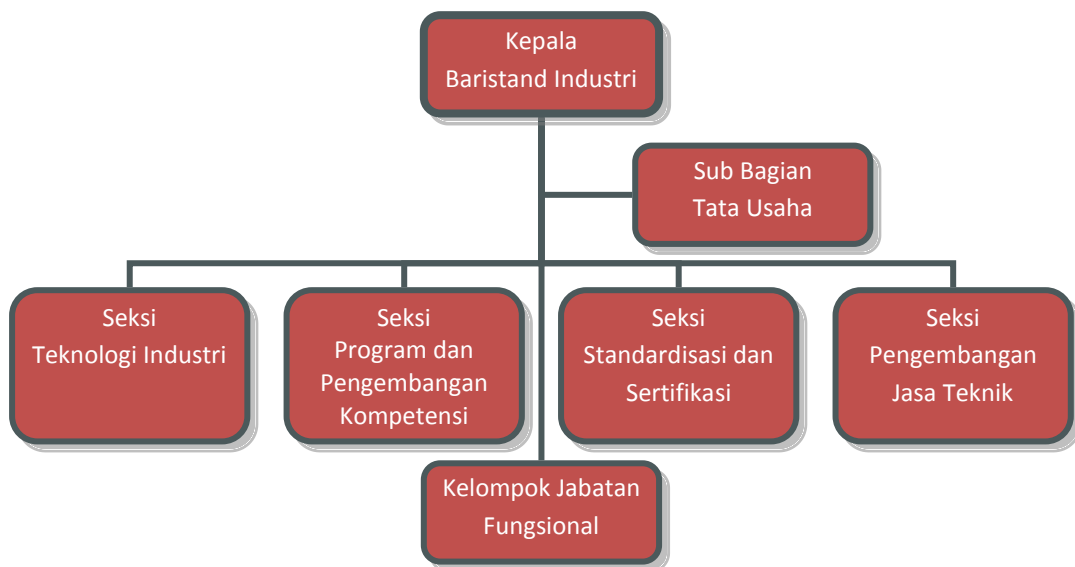 Kepala
Baristand Industri
Sub Bagian
Tata Usaha
Seksi
Teknologi Industri
Seksi
Program dan
Pengembangan
Kompetensi
Seksi
Standardisasi dan
Sertifikasi
Seksi
Pengembangan
Jasa Teknik
Kelompok Jabatan
Fungsional